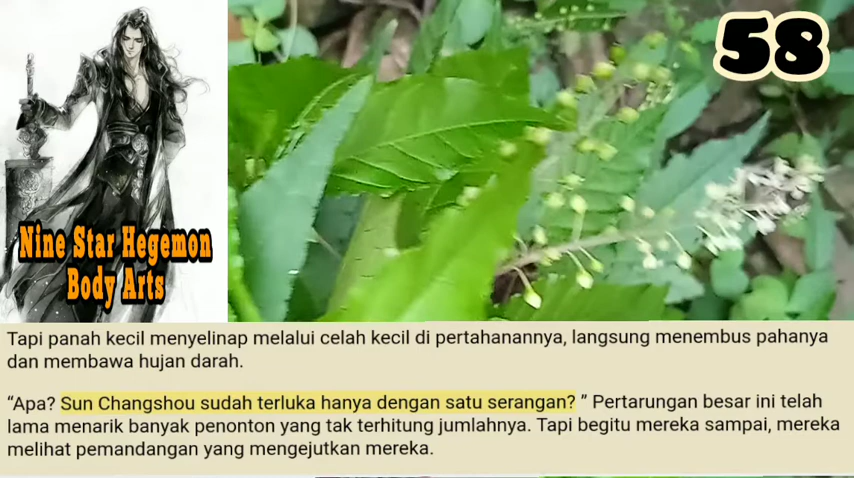 58
Nine Star Hegemon
Body Arts
Tapi panah kecil menyelinap melalui celah kecil di pertahanannya, langsung menembus pahanya
dan membawa hujan darah.
“Apa? Sun Changshou sudah terluka hanya dengan satu serangan? ” Pertarungan besar ini telah
lama menarik banyak penonton yang tak terhitung jumlahnya. Tapi begitu mereka sampai, mereka
melihat pemandangan yang mengejutkan mereka.